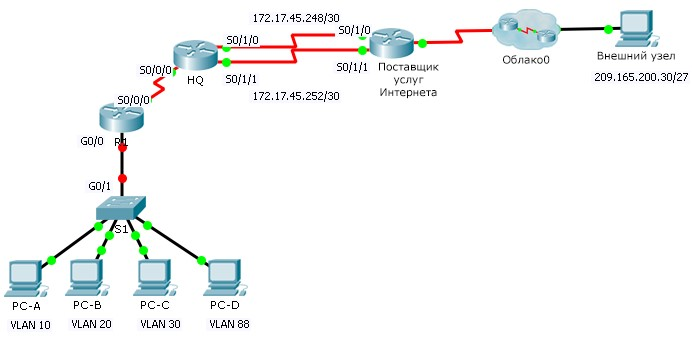 172.17.45.248/30
S0/1/0
S0/1/0
S0/0/0
HQ
S0/1/1
S0/1/1
Поставщик
услуг
Интернета
Облако0
Внешний узел
209.165.200.30/27
172.17.45.252/30
S0/0/0
G0/0
R1
G0/1
S1
PC-A
PC-B
PC-C
PC-D
VLAN 10
VLAN 20
VLAN 30
VLAN 88